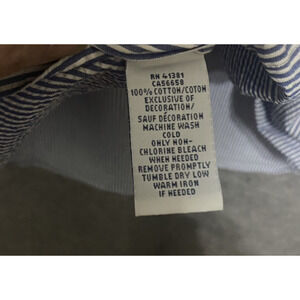 RN 41381
CA56658
100% COTTON/COTON
EXCLUSIVE OF
DECORATION/
SAUF DÉCORATION
MACHINE WASH
COLD
ONLY NON-
CHLORINE BLEACH
WHEN NEEDED
REMOVE PROMPTLY
TUMBLE DRY LOW
WARM IRON
IF NEEDED